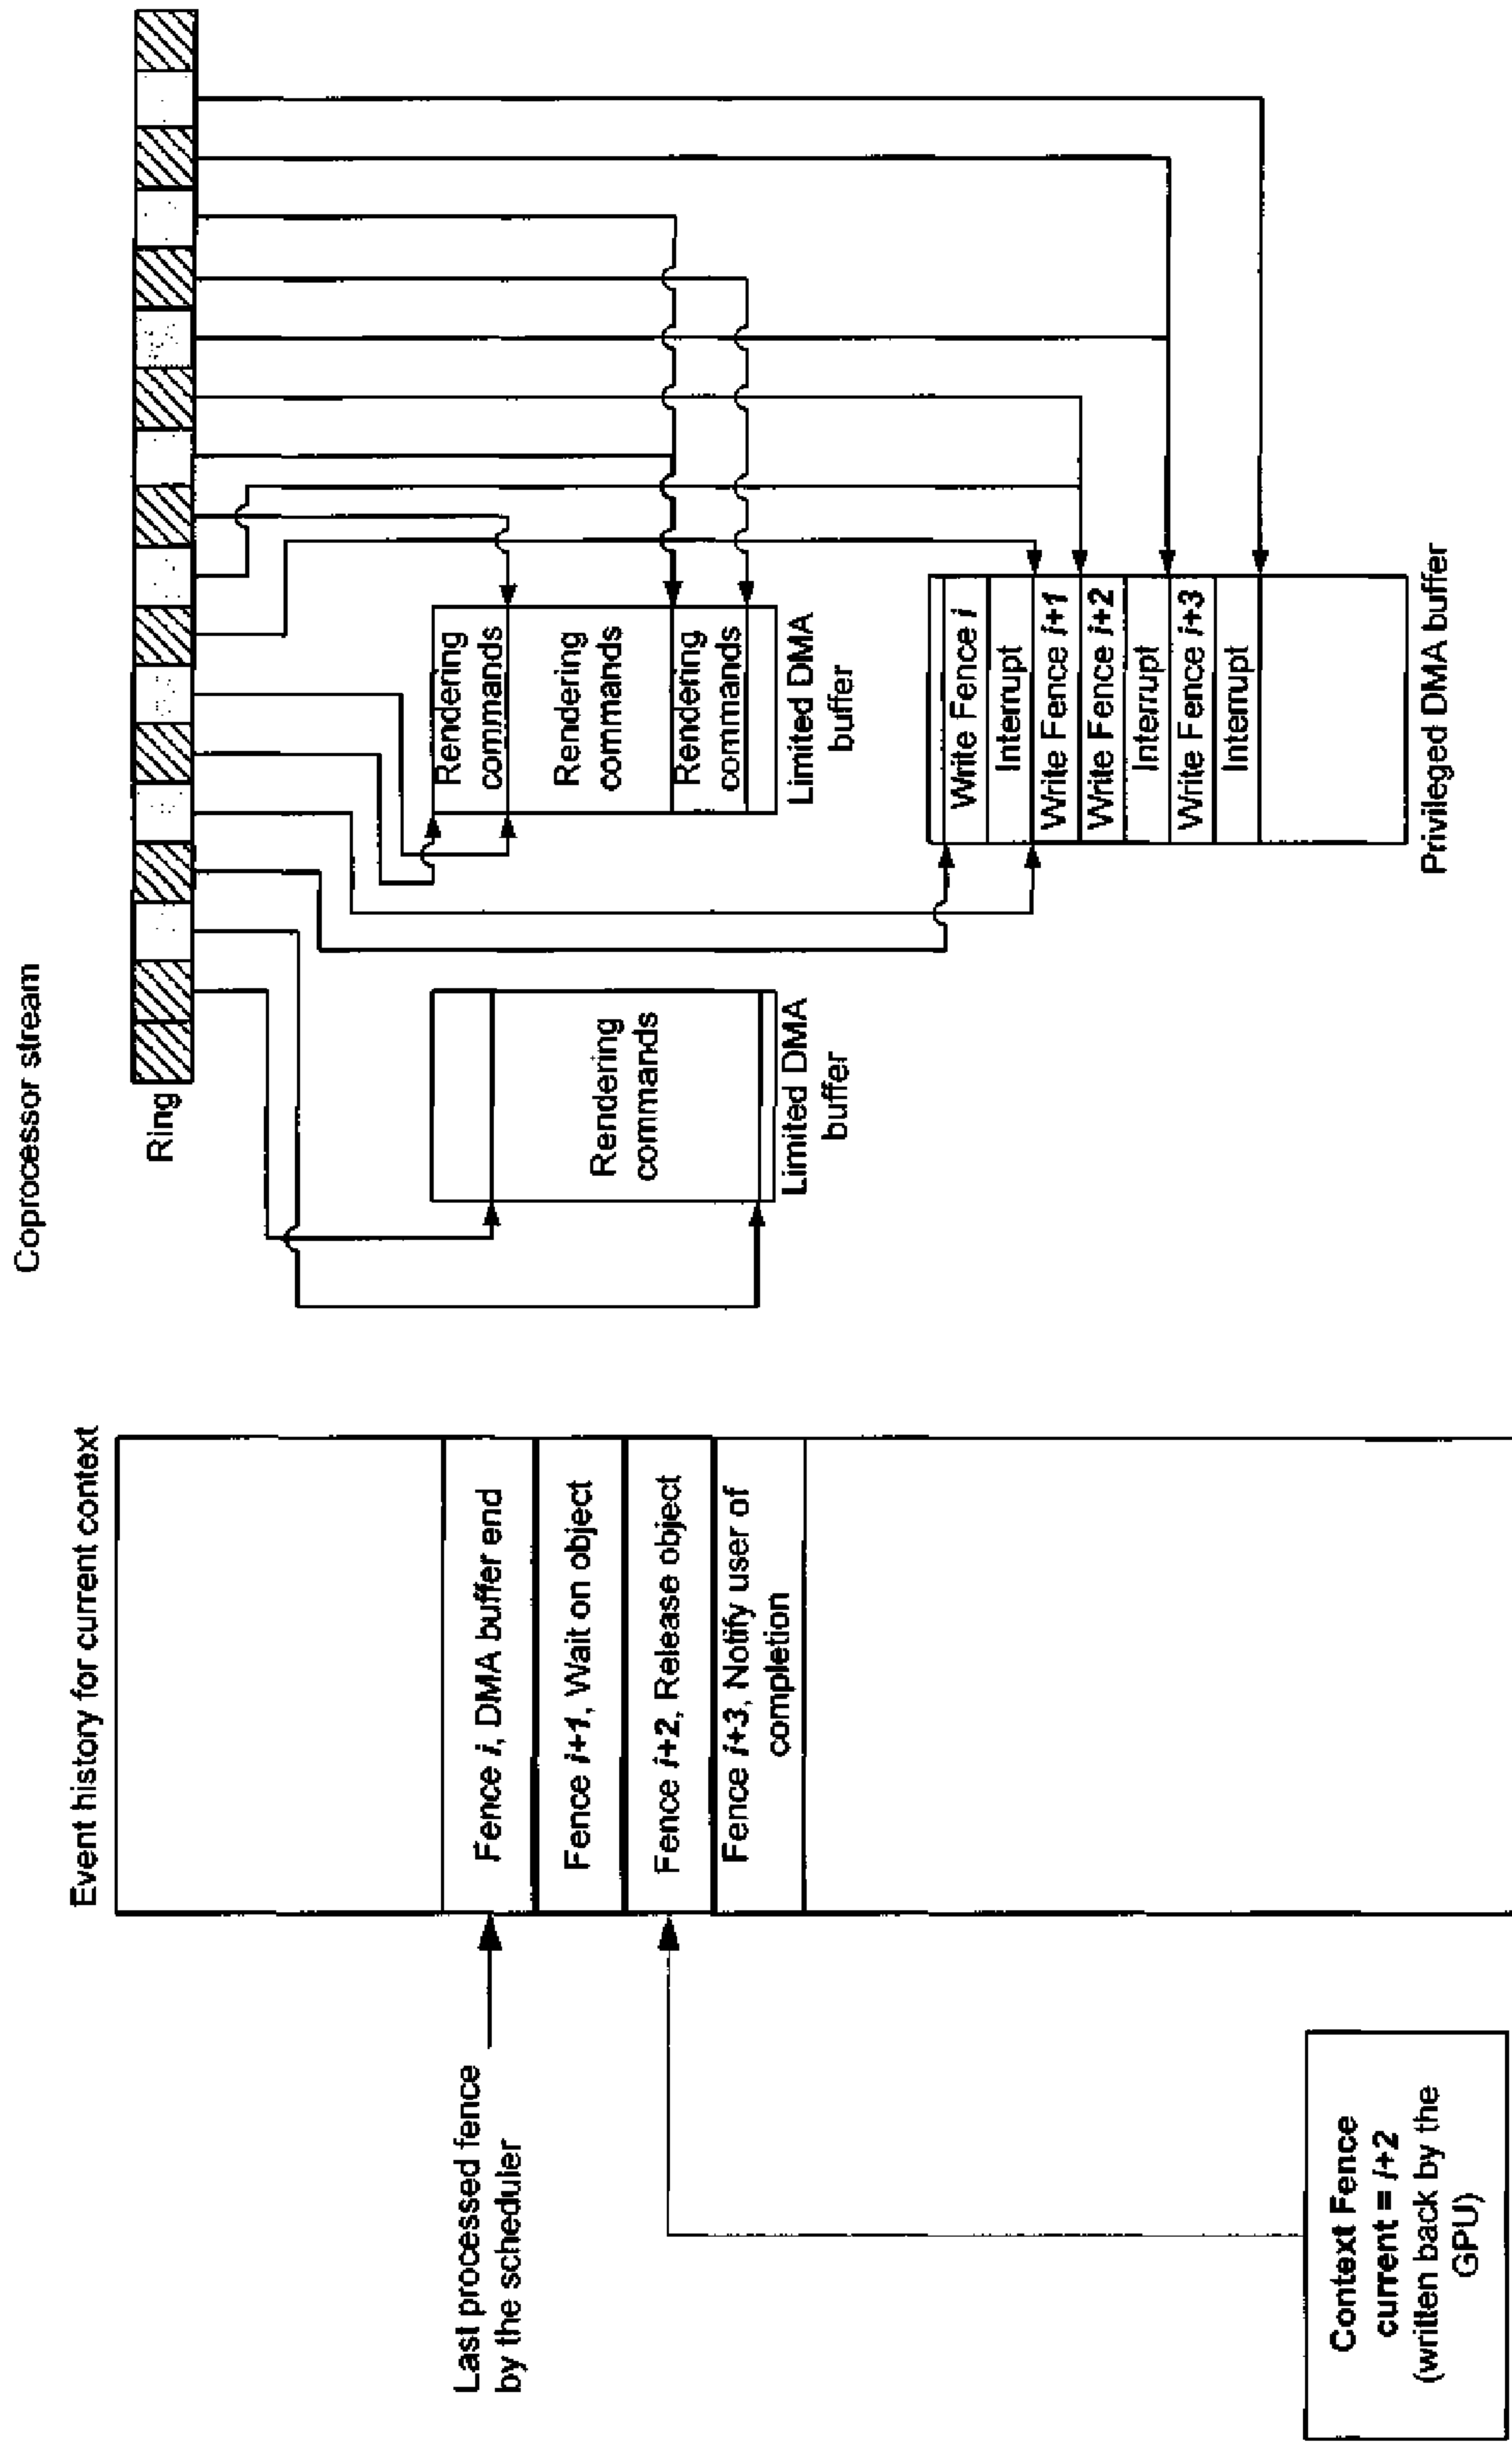 Event history for current context
Fence i, DMA buffer end
Fence i+1, Wait on object
Fence i+2, Release object
Fence i+3, Notify user of
completion
Last processed fence
by the scheduler
Context Fence
current = i+2
(written back by the
GPU)
Coprocessor stream
Ring
Rendering
commands
Limited DMA
buffer
Rendering
commands
Rendering
commands
Rendering
commands
Limited DMA
buffer
Write Fence i
Interrupt
Write Fence i+1
Write Fence i+2
Interrupt
Write Fence i+3
Interrupt
Privileged DMA buffer